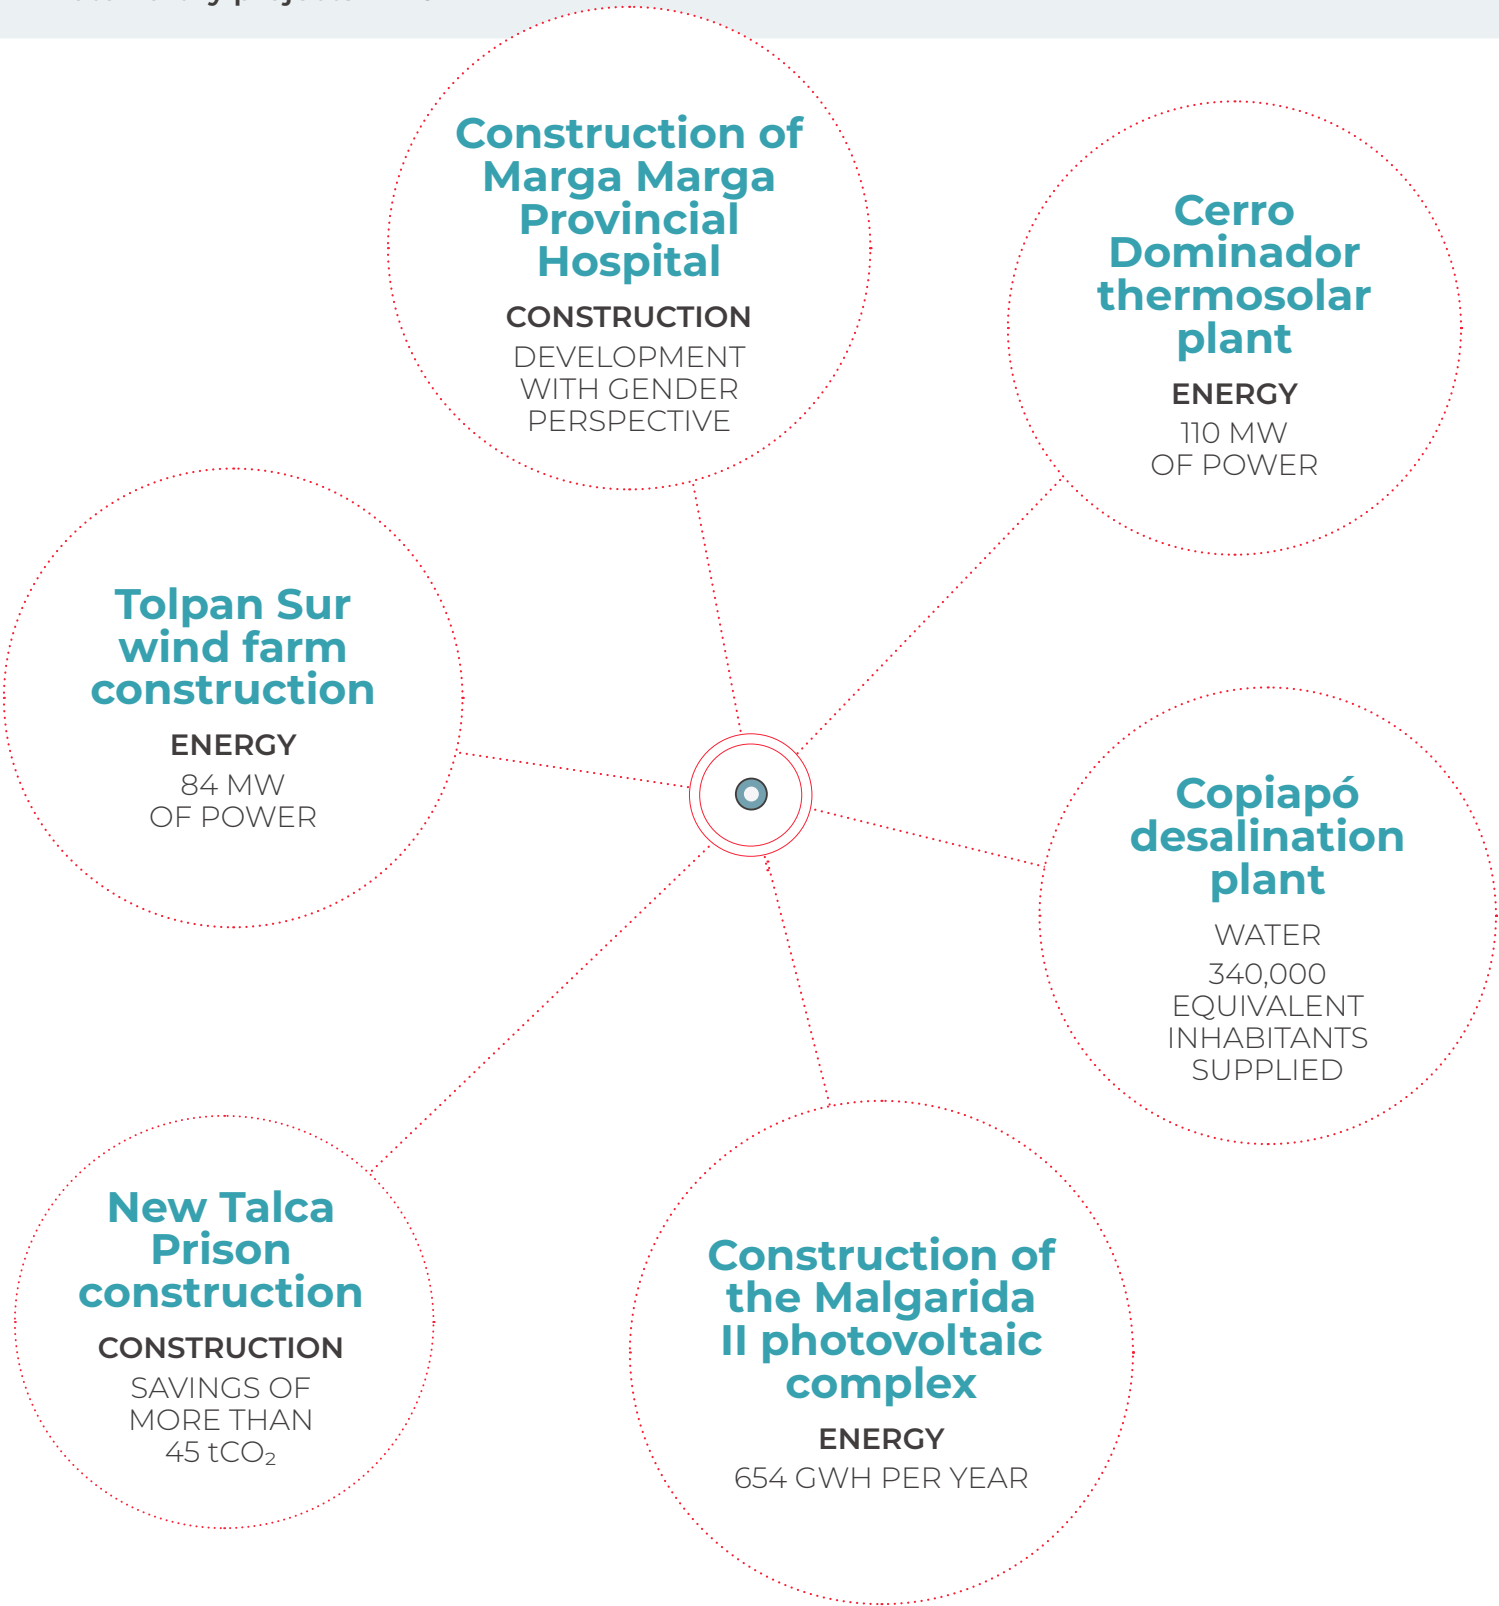 Construction of
Marga Marga
Provincial
Hospital
CONSTRUCTION
DEVELOPMENT
WITH GENDER
PERSPECTIVE
Cerro
Dominador
thermosolar
plant
ENERGY
110 MW
OF POWER
Tolpan Sur
wind farm
construction
ENERGY
84 MW
OF POWER
Copiapó
desalination
plant
WATER
340,000
EQUIVALENT
INHABITANTS
SUPPLIED
New Talca
Prison
construction
CONSTRUCTION
SAVINGS OF
MORE THAN
45 tCO₂
Construction of
the Malgarida
II photovoltaic
complex
ENERGY
654 GWH PER YEAR